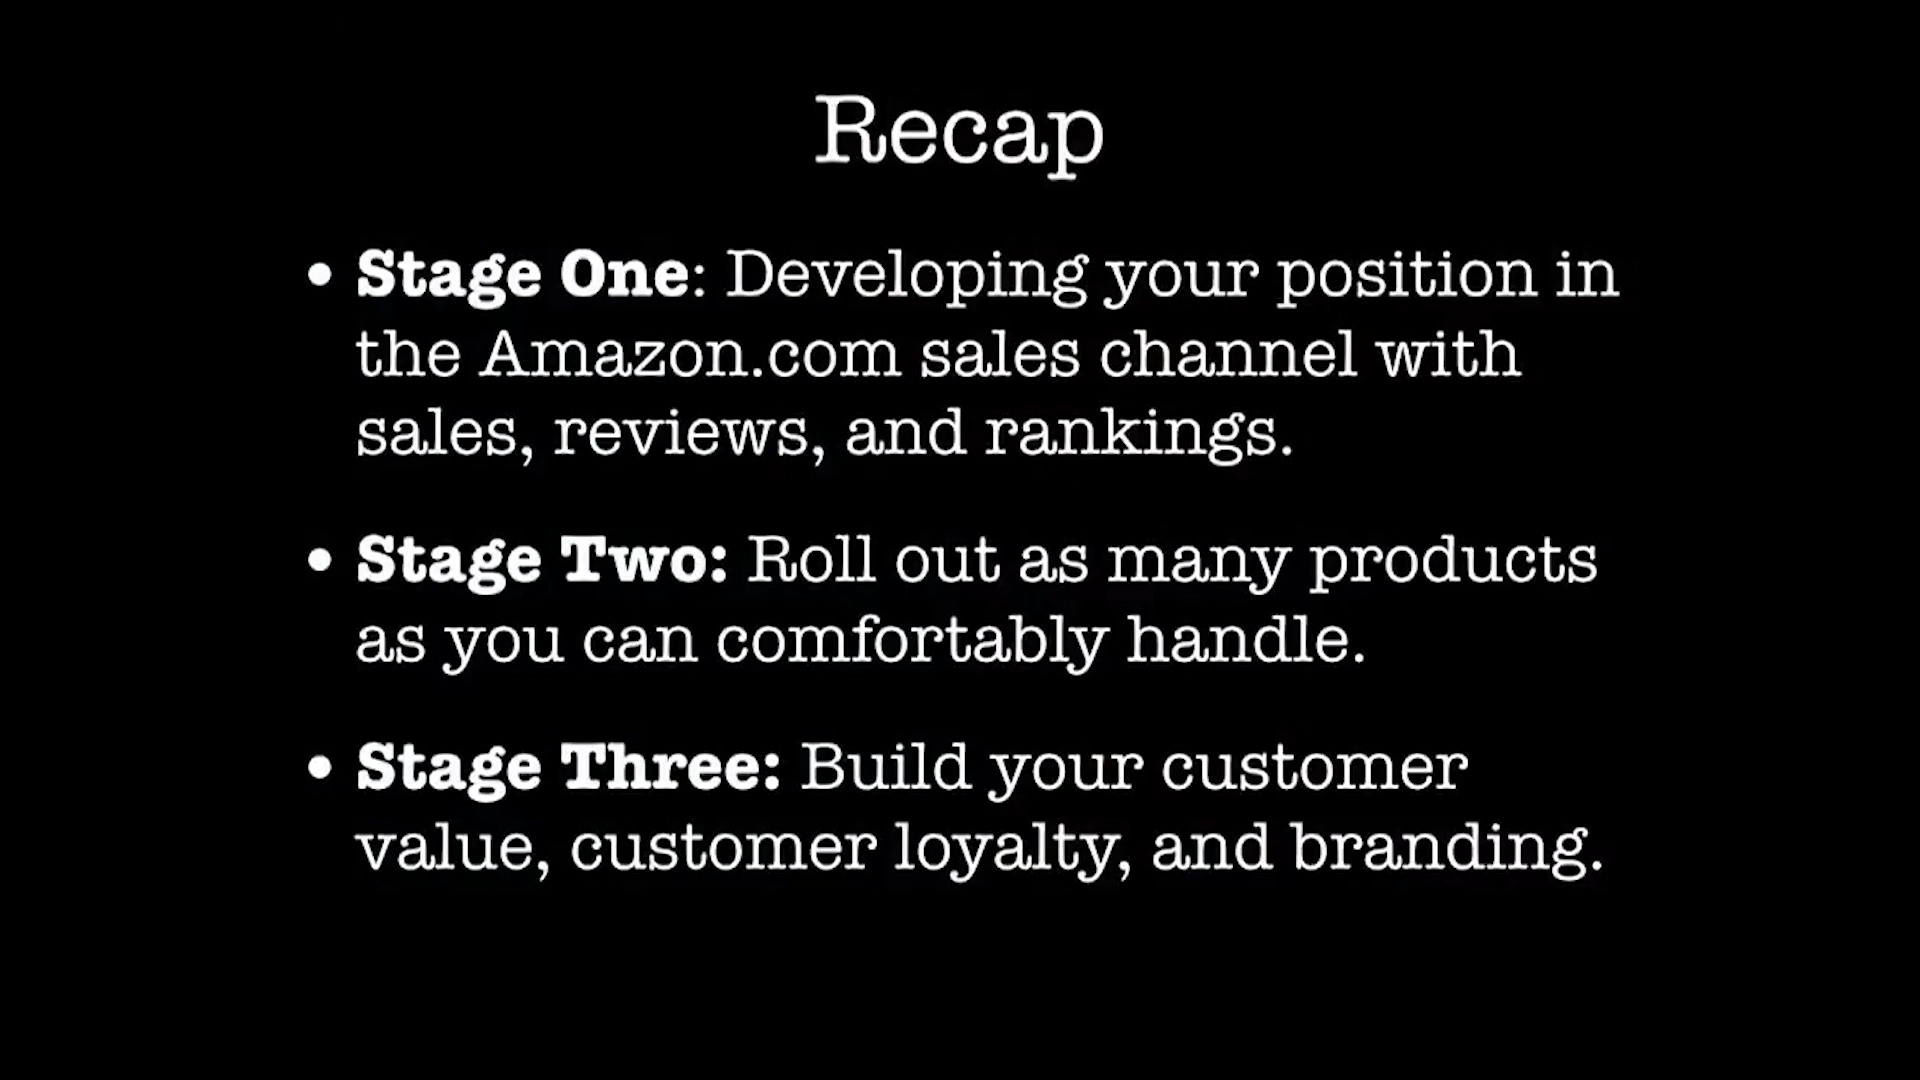 Recap
• Stage One: Developing your position in
the Amazon.com sales channel with
sales, reviews, and rankings.
• Stage Two: Roll out as many products
as you can comfortably handle.
• Stage Three: Build your customer
value, customer loyalty, and branding.